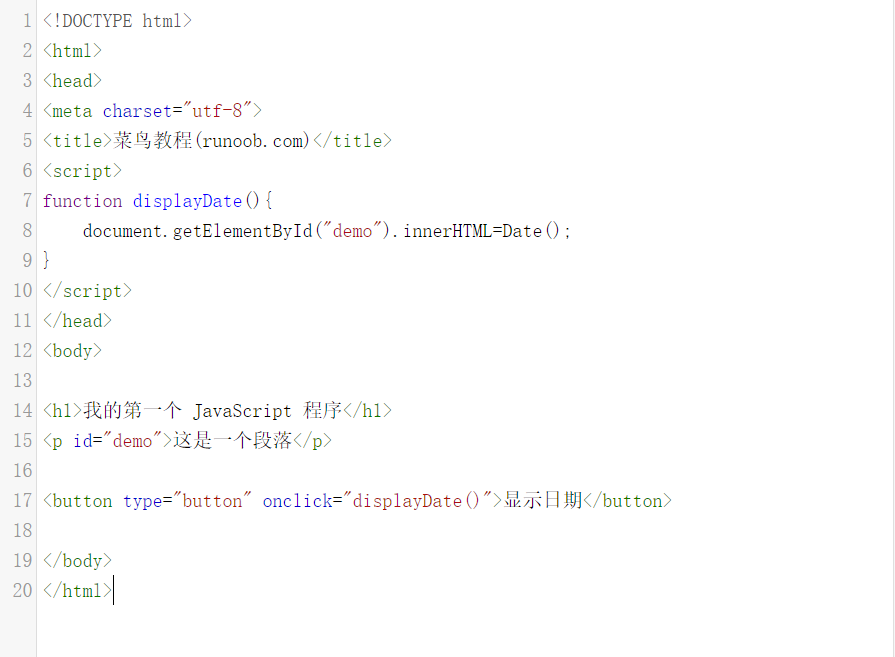 1 <!DOCTYPE html>
2 <html>
3 <head>
4 <meta charset="utf-8">
5 <title>菜鸟教程(runoob.com)</title>
6 <script>
7 function displayDate(){
8     document.getElementById("demo").innerHTML=Date();
9 }
10 </script>
11 </head>
12 <body>
13
14 <h1>我的第一个 JavaScript 程序</h1>
15 <p id="demo">这是一个段落</p>
16
17 <button type="button" onclick="displayDate()">显示日期</button>
18
19 </body>
20 </html>